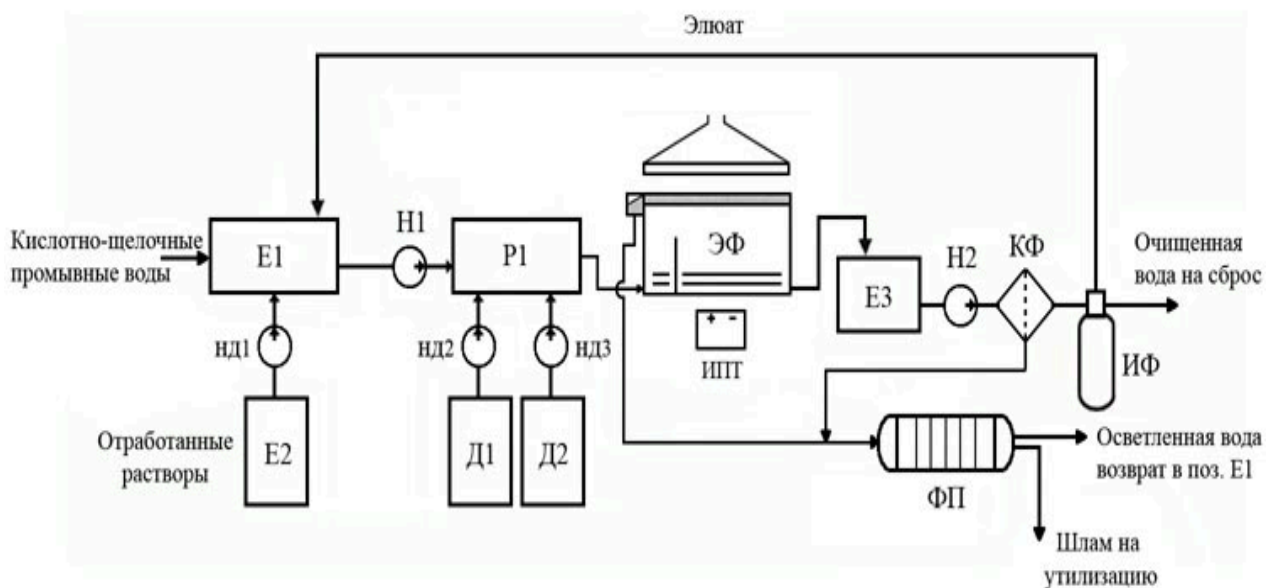 Элюат
Кислотно-щелочные
промывные воды
Е1
Н1
Р1
ЭФ
Е3
Н2
КФ
Очищенная
вода на сброс
нд1
нд2
нд3
+ -
ИПТ
ИФ
Отработанные
растворы
Е2
Д1
Д2
ФП
Осветленная вода
возврат в поз. Е1
Шлам на
утилизацию